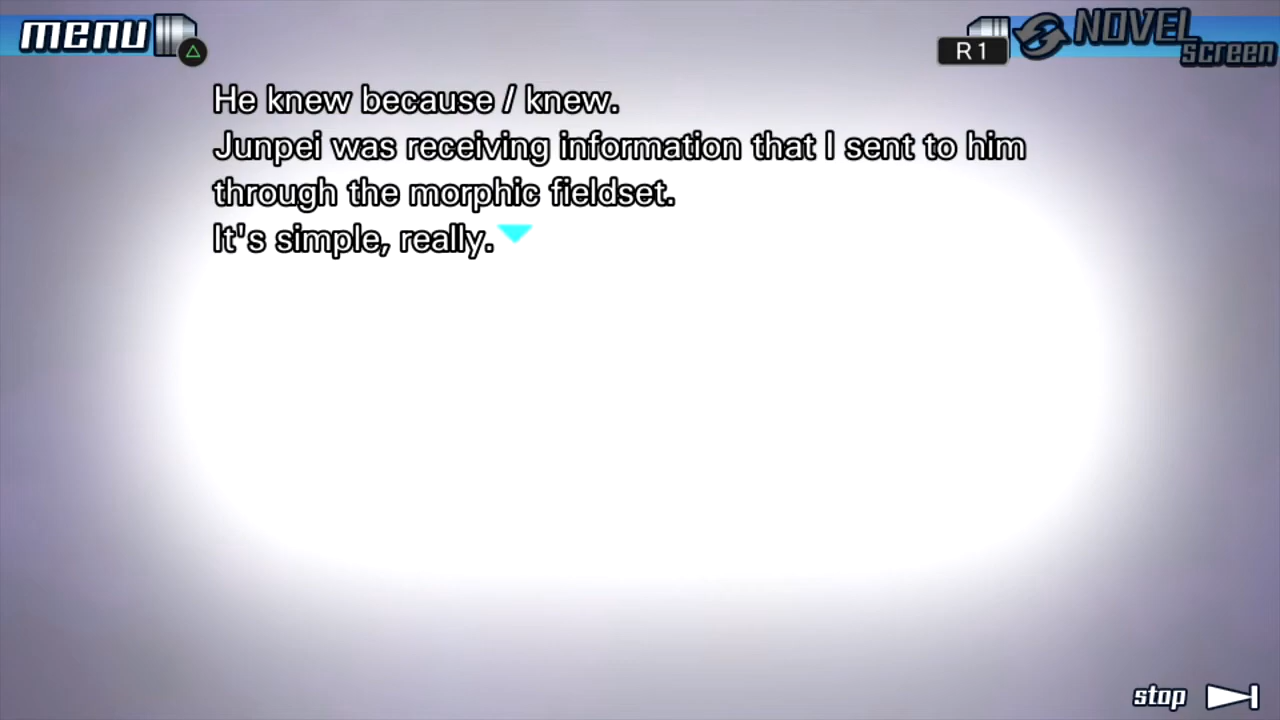 menu
R1
NOVEL
screen
He knew because I knew.
Junpei was receiving information that I sent to him
through the morphic fieldset.
It's simple, really.
stop